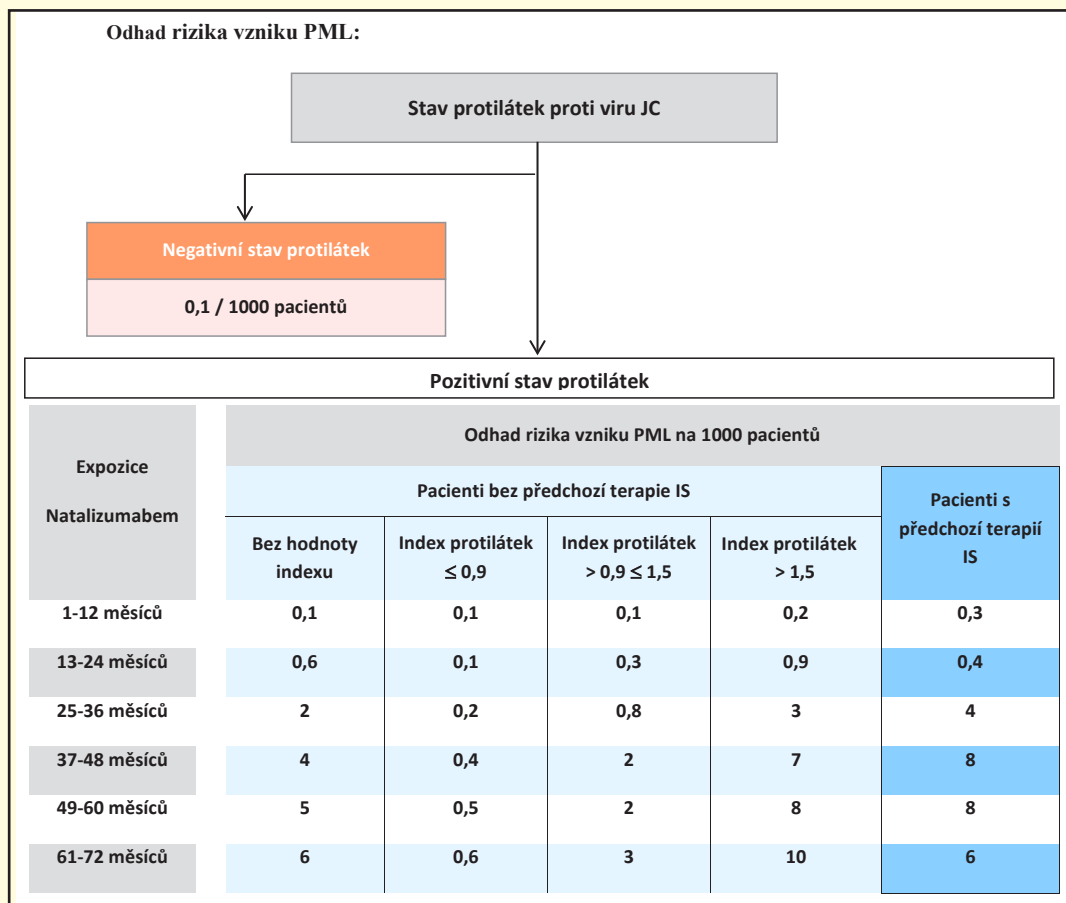 Odhad rizika vzniku PML:
Stav protilátek proti viru JC
Negativní stav protilátek
0,1 / 1000 pacientů
Pozitivní stav protilátek
Expozice
Natalizumabem
Odhad rizika vzniku PML na 1000 pacientů
Pacienti bez předchozí terapie IS
Pacienti s
předchozí terapií
IS
Bez hodnoty
indexu
Index protilátek
≤ 0,9
Index protilátek
> 0,9 ≤ 1,5
Index protilátek
> 1,5
1-12 měsíců 0,1 0,1 0,1 0,2 0,3
13-24 měsíců 0,6 0,1 0,3 0,9 0,4
25-36 měsíců 2 0,2 0,8 3 4
37-48 měsíců 4 0,4 2 7 8
49-60 měsíců 5 0,5 2 8 8
61-72 měsíců 6 0,6 3 10 6